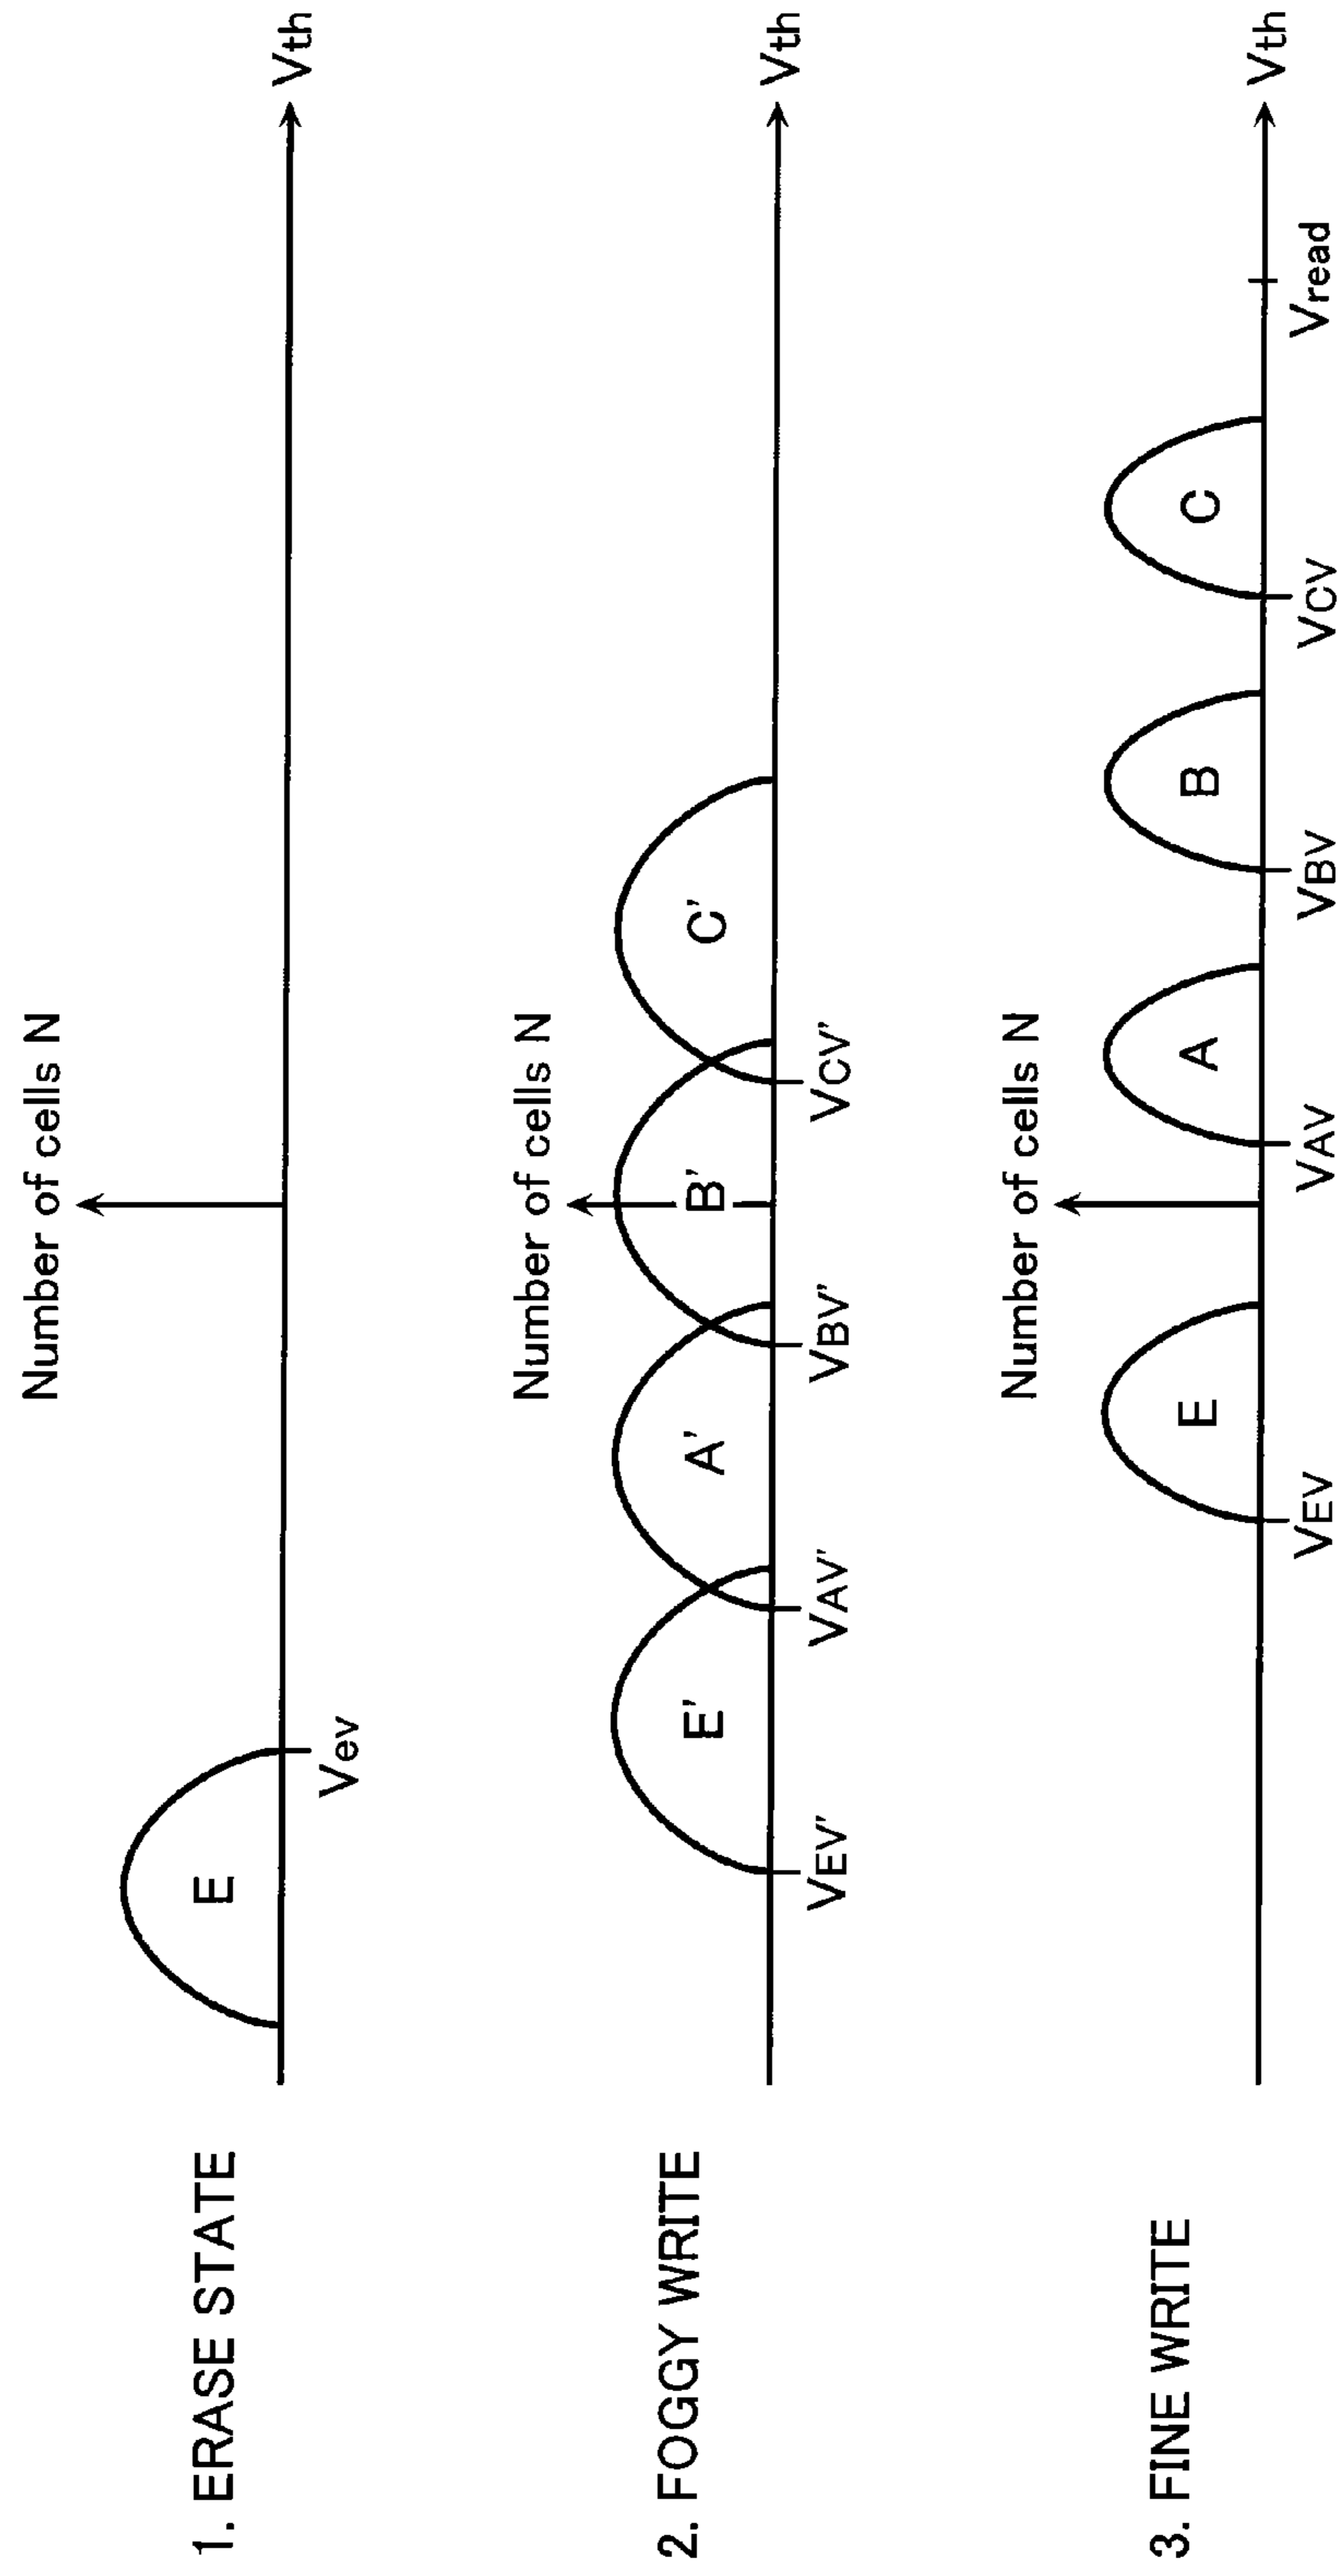 1. ERASE STATE
Number of cells N
E
Vev
Vth
2. FOGGY WRITE
Number of cells N
E'
A'
B'
C'
VEV'
VAV'
VBV'
VCV'
Vth
3. FINE WRITE
Number of cells N
E
A
B
C
VEV
VAV
VBV
VCV
Vread
Vth